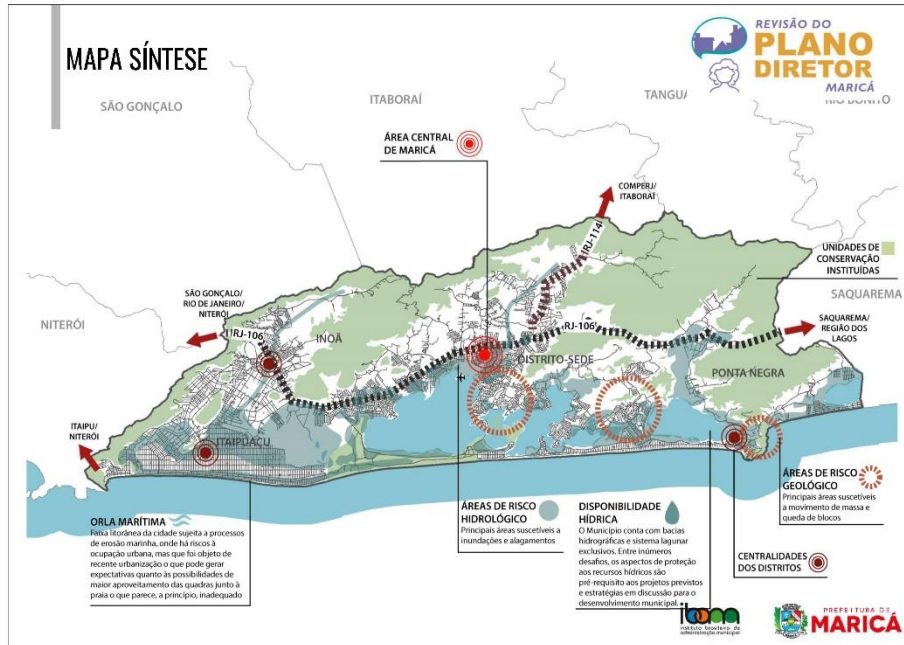 MAPA SÍNTESE
REVISÃO DO
PLANO
DIRETOR
MARICÁ
SÃO GONÇALO
ITABORAÍ
TANGUÁ
RIO BONITO
ÁREA CENTRAL
DE MARICÁ
COMPERJ/
ITABORAÍ
RJ-114
UNIDADES DE
CONSERVAÇÃO
INSTITUÍDAS
SAQUAREMA
SÃO GONÇALO/
RIO DE JANEIRO/
NITERÓI
NITERÓI
RJ-106
INOÃ
RJ-106
SAQUAREMA/
REGIÃO DOS
LAGOS
DISTRITO-SEDE
PONTA NEGRA
ITAIPU/
NITERÓI
ITAIPUAÇU
ORLA MARÍTIMA
Faixa litorânea da cidade sujeita a processos
de erosão marinha, onde há riscos à
ocupação urbana, mas que foi objeto de
recente urbanização o que pode gerar
expectativas quanto às possibilidades de
maior aproveitamento das quadras junto à
praia o que parece, a princípio, inadequado
ÁREAS DE RISCO
HIDROLÓGICO
Principais áreas suscetíveis a
inundações e alagamentos
DISPONIBILIDADE
HÍDRICA
O Município conta com bacias
hidrográficas e sistema lagunar
exclusivos. Entre inúmeros
desafios, os aspectos de proteção
aos recursos hídricos são
pré-requisito aos projetos previstos
e estratégias em discussão para o
desenvolvimento municipal.
ÁREAS DE RISCO
GEOLÓGICO
Principais áreas suscetíveis
a movimento de massa e
queda de blocos
CENTRALIDADES
DOS DISTRITOS
ibam
instituto brasileiro de
administração municipal
PREFEITURA DE
MARICÁ